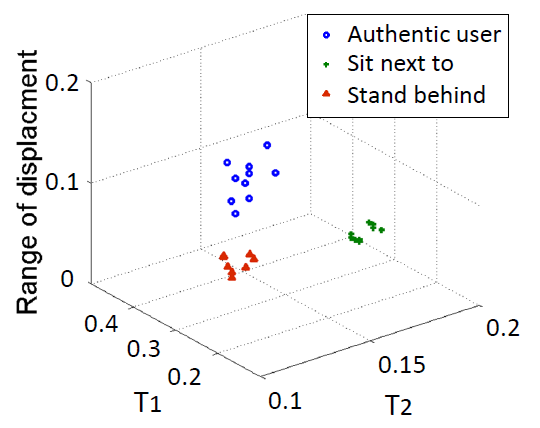 Authentic user
Sit next to
Stand behind
Range of displacment
0.2
0.1
0
0.4
0.3
0.2
T1
0.1
0.15
0.2
T2